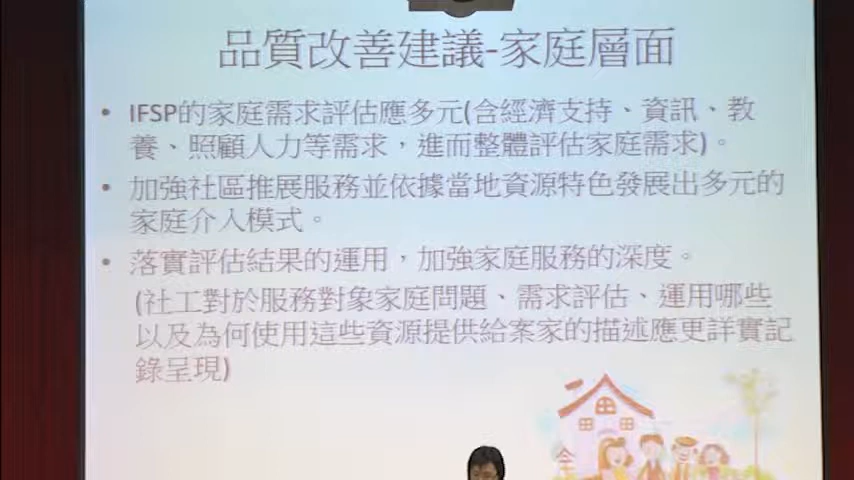 品質改善建議-家庭層面
• IFSP的家庭需求評估應多元(含經濟支持、資訊、教
養、照顧人力等需求，進而整體評估家庭需求)。
• 加強社區推展服務並依據當地資源特色發展出多元的
家庭介入模式。
• 落實評估結果的運用，加強家庭服務的深度。
(社工對於服務對象家庭問題、需求評估、運用哪些
以及為何使用這些資源提供給案家的描述應更詳實記
錄呈現)